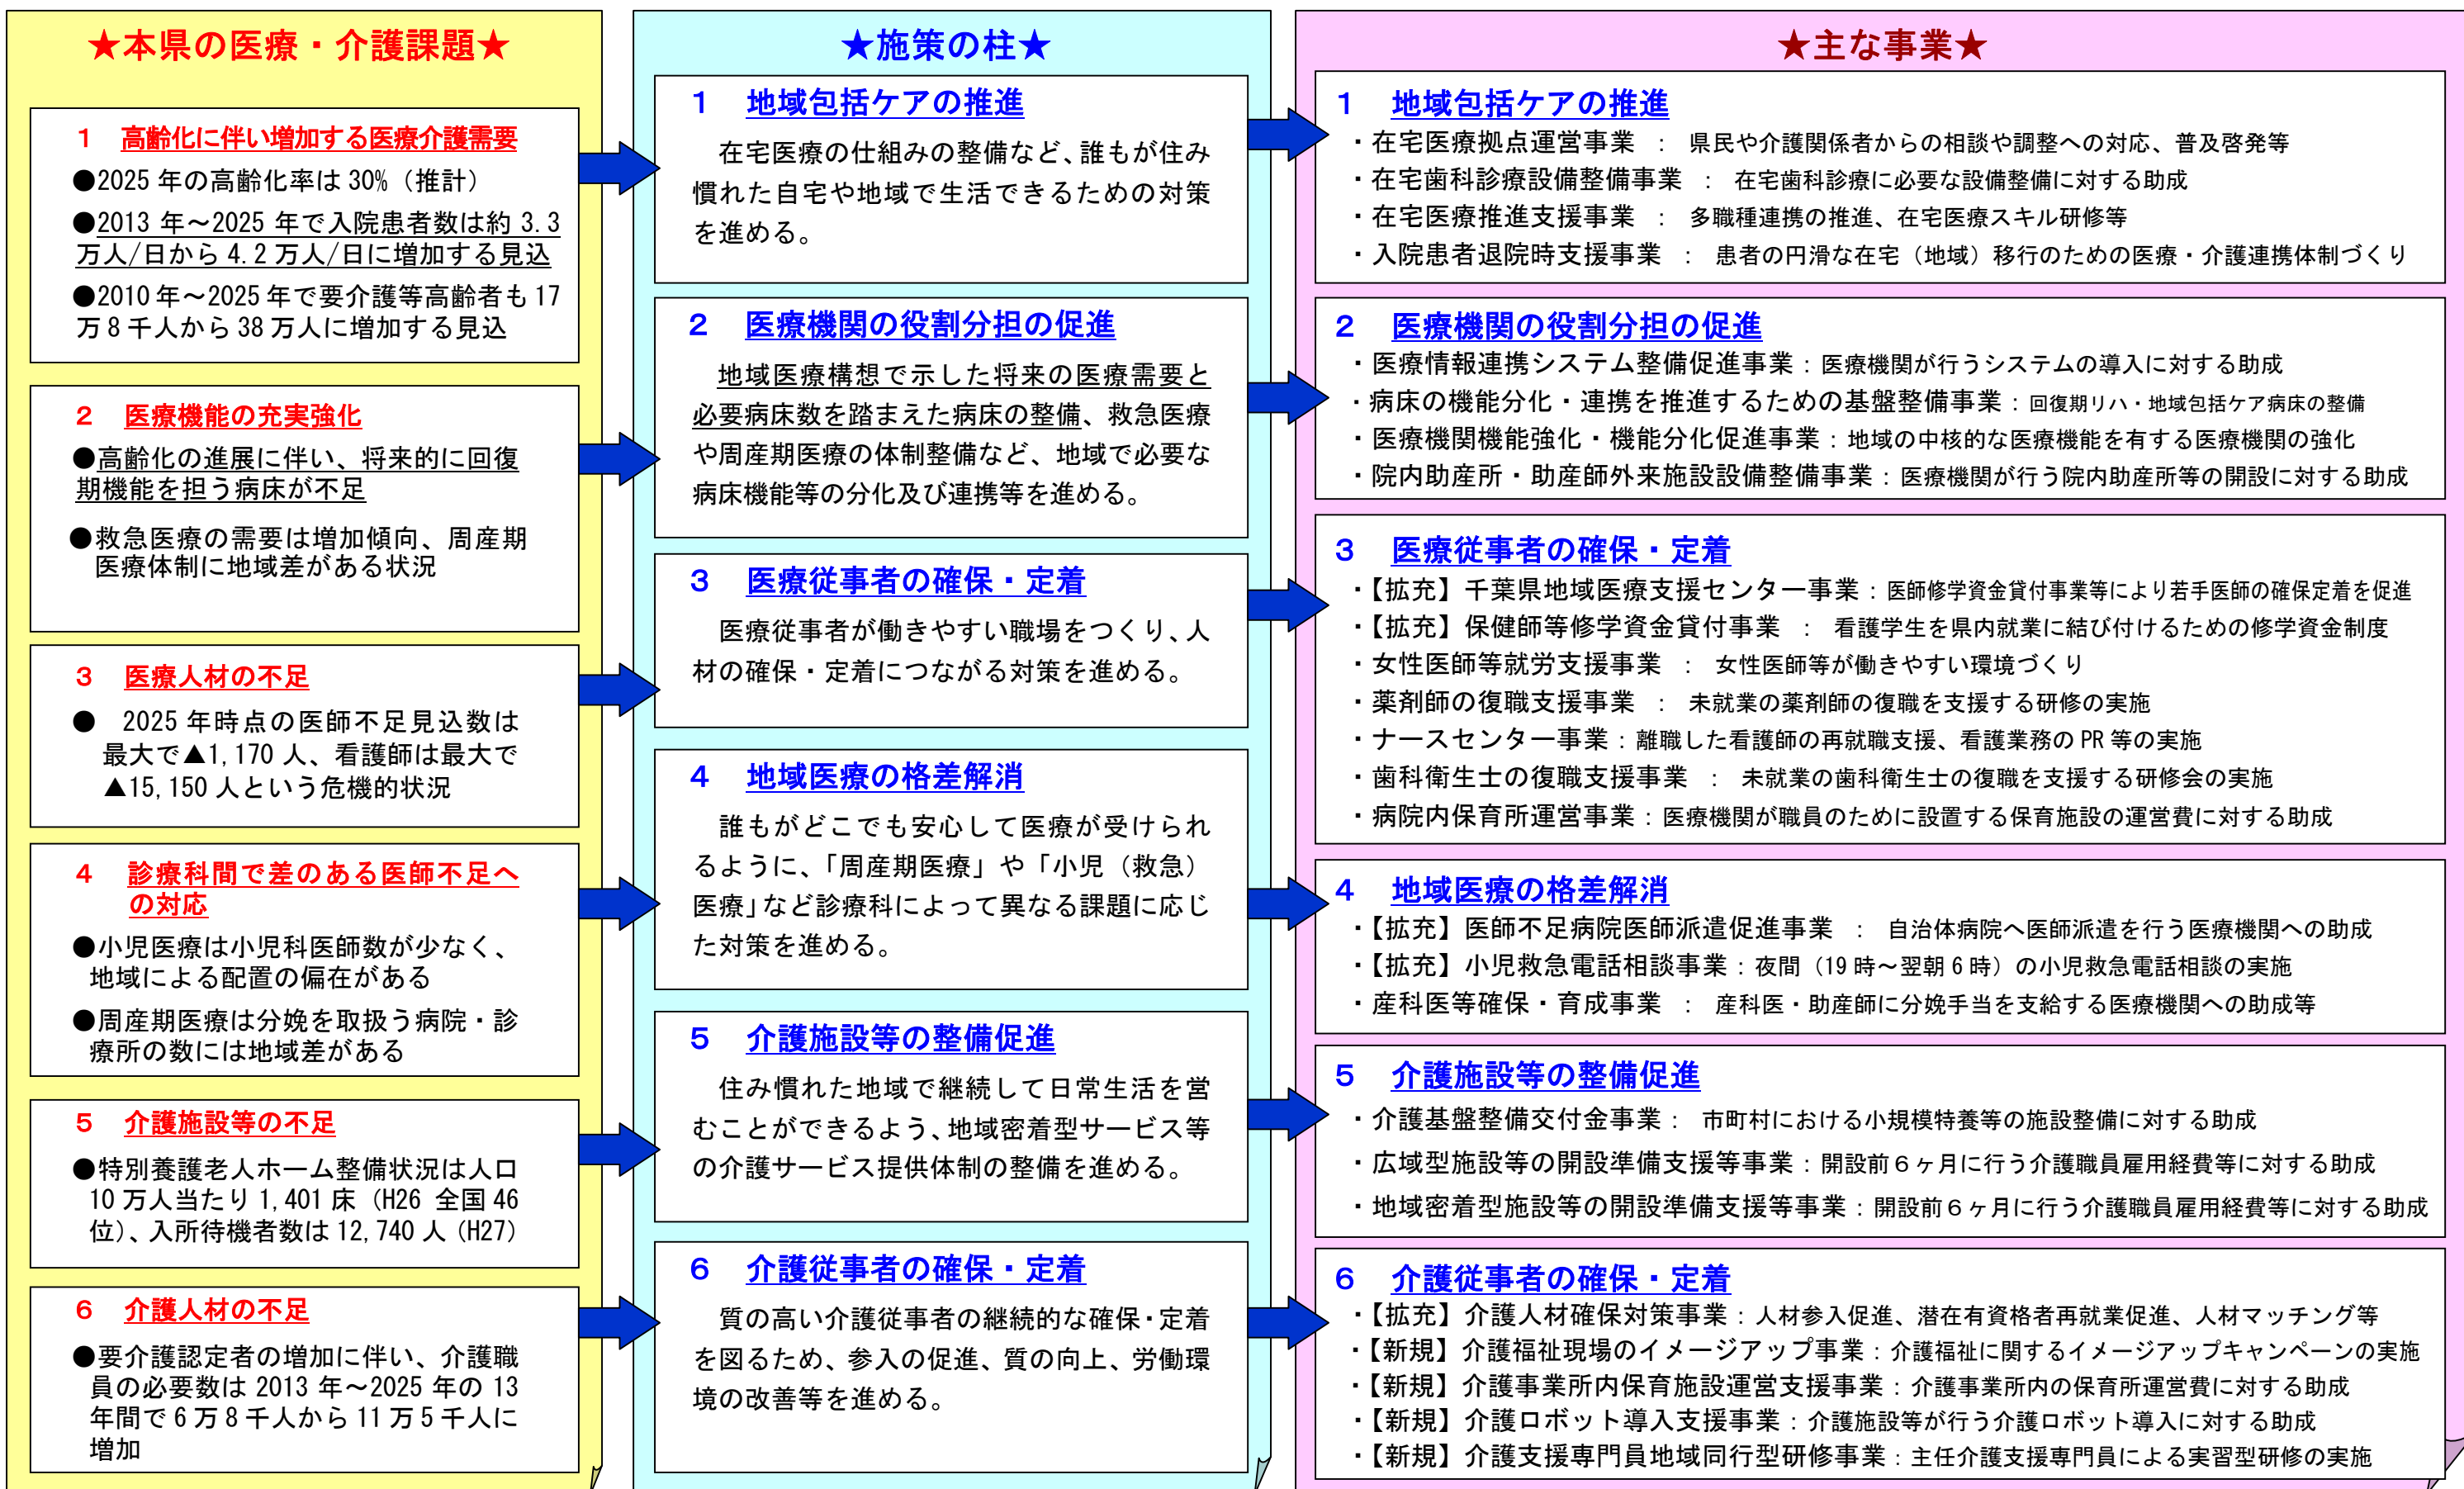 ★本県の医療・介護課題★
1 高齢化に伴い増加する医療介護需要
●2025年の高齢化率は30%（推計）
●2013年～2025年で入院患者数は約3.3
万人/日から4.2万人/日に増加する見込
●2010年～2025年で要介護等高齢者も17
万8千人から38万人に増加する見込
2 医療機能の充実強化
●高齢化の進展に伴い、将来的に回復
期機能を担う病床が不足
●救急医療の需要は増加傾向、周産期
医療体制に地域差がある状況
3 医療人材の不足
● 2025年時点の医師不足見込数は
最大で▲1,170人、看護師は最大で
▲15,150人という危機的状況
4 診療科間で差のある医師不足へ
の対応
●小児医療は小児科医師数が少なく、
地域による配置の偏在がある
●周産期医療は分娩を取扱う病院・診
療所の数には地域差がある
5 介護施設等の不足
●特別養護老人ホーム整備状況は人口
10万人当たり1,401床（H26 全国46
位）、入所待機者数は12,740人（H27）
6 介護人材の不足
●要介護認定者の増加に伴い、介護職
員の必要数は2013年～2025年の13
年間で6万8千人から11万5千人に
増加
★施策の柱★
1 地域包括ケアの推進
在宅医療の仕組みの整備など、誰もが住み
慣れた自宅や地域で生活できるための対策
を進める。
2 医療機関の役割分担の促進
地域医療構想で示した将来の医療需要と
必要病床数を踏まえた病床の整備、救急医療
や周産期医療の体制整備など、地域で必要な
病床機能等の分化及び連携等を進める。
3 医療従事者の確保・定着
医療従事者が働きやすい職場をつくり、人
材の確保・定着につながる対策を進める。
4 地域医療の格差解消
誰もがどこでも安心して医療が受けられ
るように、「周産期医療」や「小児（救急）
医療」など診療科によって異なる課題に応じ
た対策を進める。
5 介護施設等の整備促進
住み慣れた地域で継続して日常生活を営
むことができるよう、地域密着型サービス等
の介護サービス提供体制の整備を進める。
6 介護従事者の確保・定着
質の高い介護従事者の継続的な確保・定着
を図るため、参入の促進、質の向上、労働環
境の改善等を進める。
★主な事業★
1 地域包括ケアの推進
・在宅医療拠点運営事業 ： 県民や介護関係者からの相談や調整への対応、普及啓発等
・在宅歯科診療設備整備事業 ： 在宅歯科診療に必要な設備整備に対する助成
・在宅医療推進支援事業 ： 多職種連携の推進、在宅医療スキル研修等
・入院患者退院時支援事業 ： 患者の円滑な在宅（地域）移行のための医療・介護連携体制づくり
2 医療機関の役割分担の促進
・医療情報連携システム整備促進事業：医療機関が行うシステムの導入に対する助成
・病床の機能分化・連携を推進するための基盤整備事業：回復期リハ・地域包括ケア病床の整備
・医療機関機能強化・機能分化促進事業：地域の中核的な医療機能を有する医療機関の強化
・院内助産所・助産師外来施設設備整備事業：医療機関が行う院内助産所等の開設に対する助成
3 医療従事者の確保・定着
・【拡充】千葉県地域医療支援センター事業：医師修学資金貸付事業等により若手医師の確保定着を促進
・【拡充】保健師等修学資金貸付事業 ： 看護学生を県内就業に結び付けるための修学資金制度
・女性医師等就労支援事業 ： 女性医師等が働きやすい環境づくり
・薬剤師の復職支援事業 ： 未就業の薬剤師の復職を支援する研修の実施
・ナースセンター事業：離職した看護師の再就職支援、看護業務のPR等の実施
・歯科衛生士の復職支援事業 ： 未就業の歯科衛生士の復職を支援する研修会の実施
・病院内保育所運営事業：医療機関が職員のために設置する保育施設の運営費に対する助成
4 地域医療の格差解消
・【拡充】医師不足病院医師派遣促進事業 ： 自治体病院へ医師派遣を行う医療機関への助成
・【拡充】小児救急電話相談事業：夜間（19時～翌朝6時）の小児救急電話相談の実施
・産科医等確保・育成事業 ： 産科医・助産師に分娩手当を支給する医療機関への助成等
5 介護施設等の整備促進
・介護基盤整備交付金事業： 市町村における小規模特養等の施設整備に対する助成
・広域型施設等の開設準備支援等事業：開設前6ヶ月に行う介護職員雇用経費等に対する助成
・地域密着型施設等の開設準備支援等事業：開設前6ヶ月に行う介護職員雇用経費等に対する助成
6 介護従事者の確保・定着
・【拡充】介護人材確保対策事業：人材参入促進、潜在有資格者再就業促進、人材マッチング等
・【新規】介護福祉現場のイメージアップ事業：介護福祉に関するイメージアップキャンペーンの実施
・【新規】介護事業所内保育施設運営支援事業：介護事業所内の保育所運営費に対する助成
・【新規】介護ロボット導入支援事業：介護施設等が行う介護ロボット導入に対する助成
・【新規】介護支援専門員地域同行型研修事業：主任介護支援専門員による実習型研修の実施